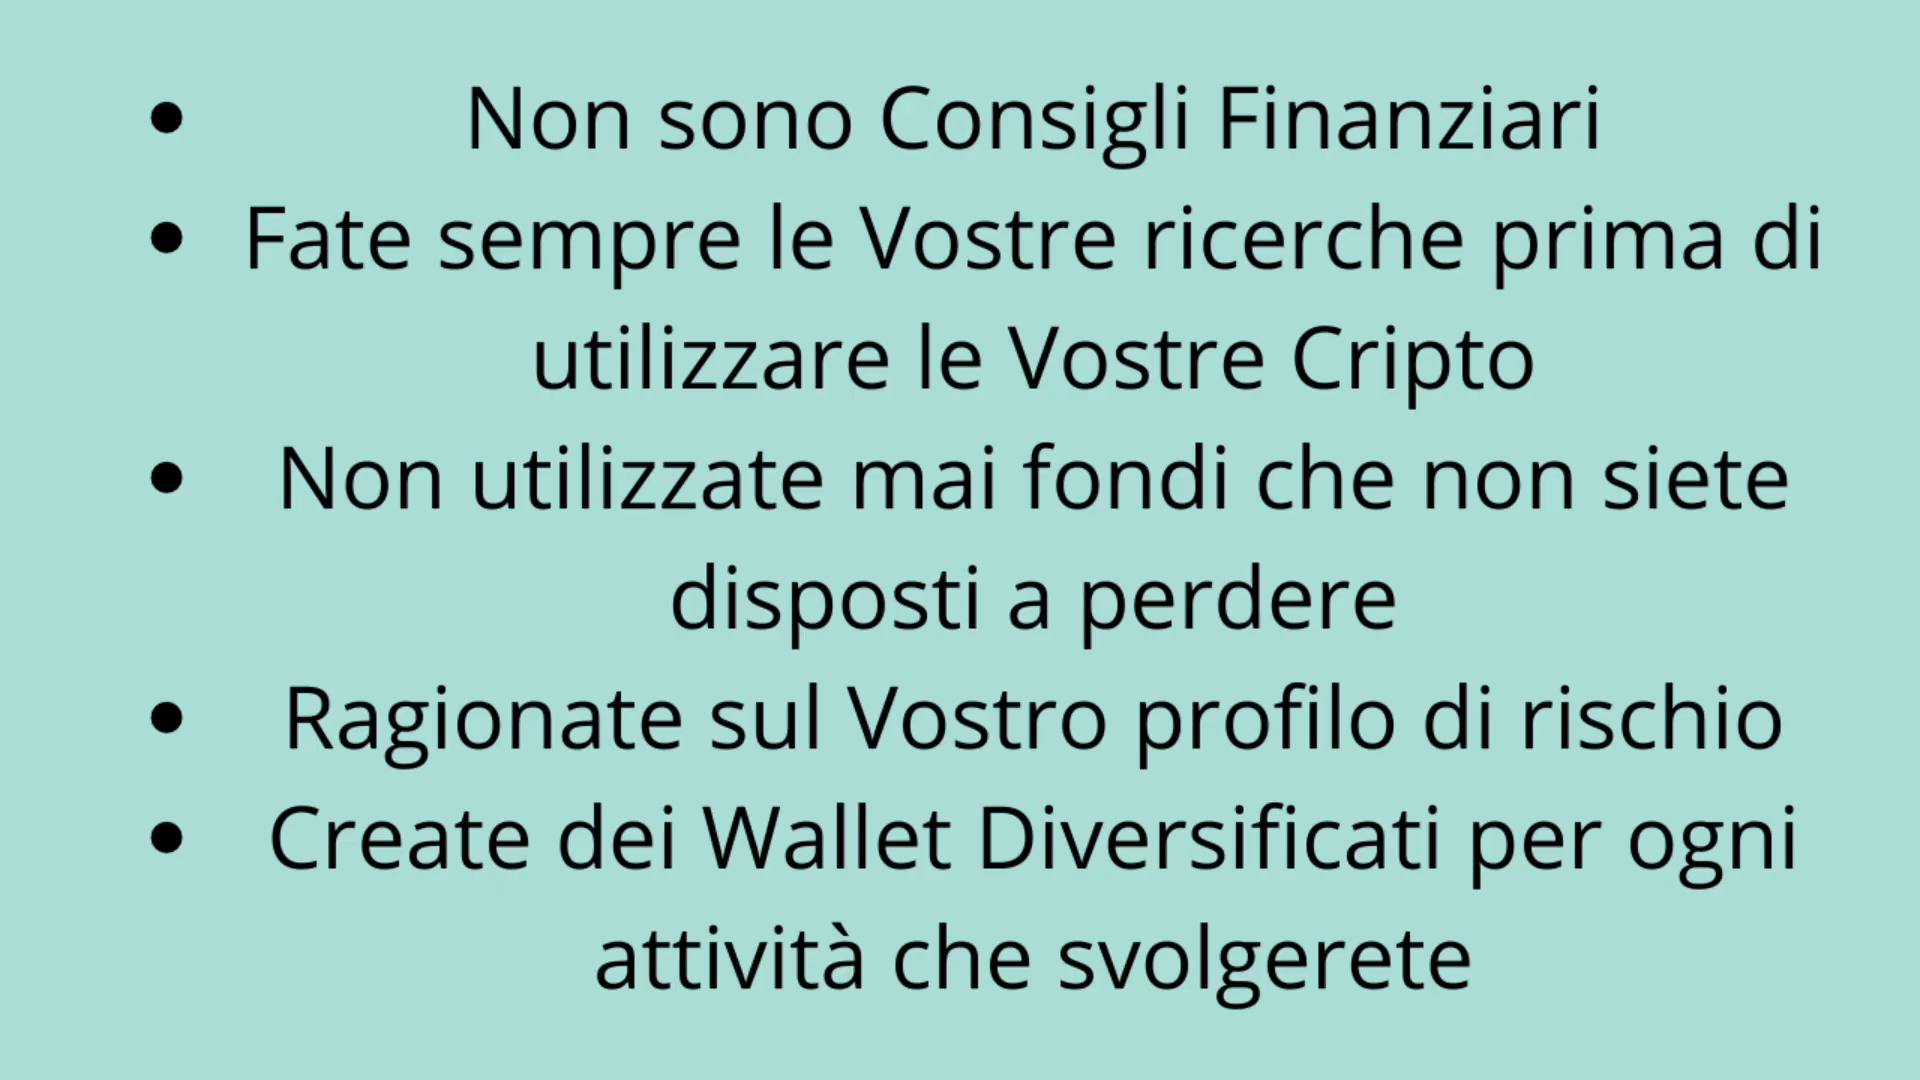 • Non sono Consigli Finanziari
• Fate sempre le Vostre ricerche prima di
utilizzare le Vostre Cripto
• Non utilizzate mai fondi che non siete
disposti a perdere
• Ragionate sul Vostro profilo di rischio
• Create dei Wallet Diversificati per ogni
attività che svolgerete